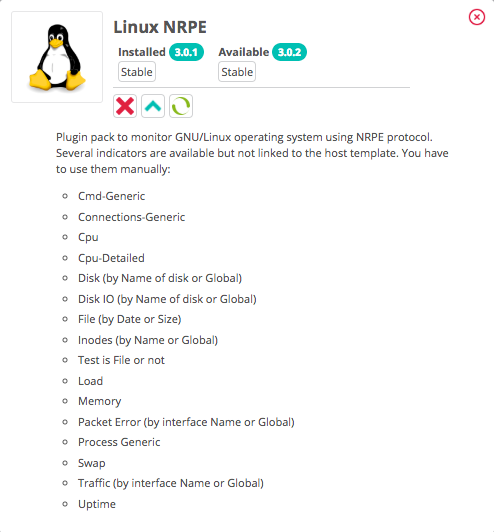 Linux NRPE
Installed 3.0.1 Available 3.0.2
Stable Stable
Plugin pack to monitor GNU/Linux operating system using NRPE protocol.
Several indicators are available but not linked to the host template. You have
to use them manually:
Cmd-Generic
Connections-Generic
Cpu
Cpu-Detailed
Disk (by Name of disk or Global)
Disk IO (by Name of disk or Global)
File (by Date or Size)
Inodes (by Name or Global)
Test is File or not
Load
Memory
Packet Error (by interface Name or Global)
Process Generic
Swap
Traffic (by interface Name or Global)
Uptime